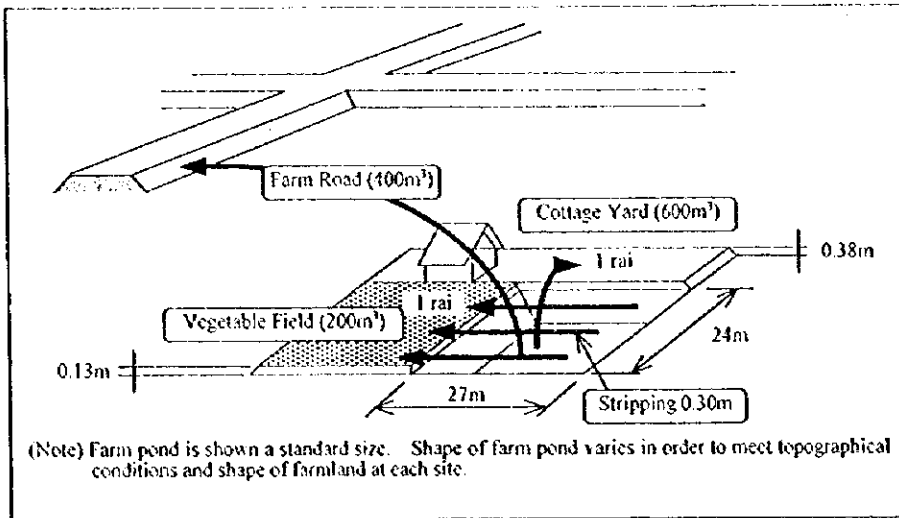 Farm Road (400m³)
Cottage Yard (600m³)
0.38m
1 rai
1 rai
Vegetable Field (200m³)
24m
0.13m
27m
Stripping 0.30m
(Note) Farm pond is shown a standard size. Shape of farm pond varies in order to meet topographical
conditions and shape of farmland at each site.